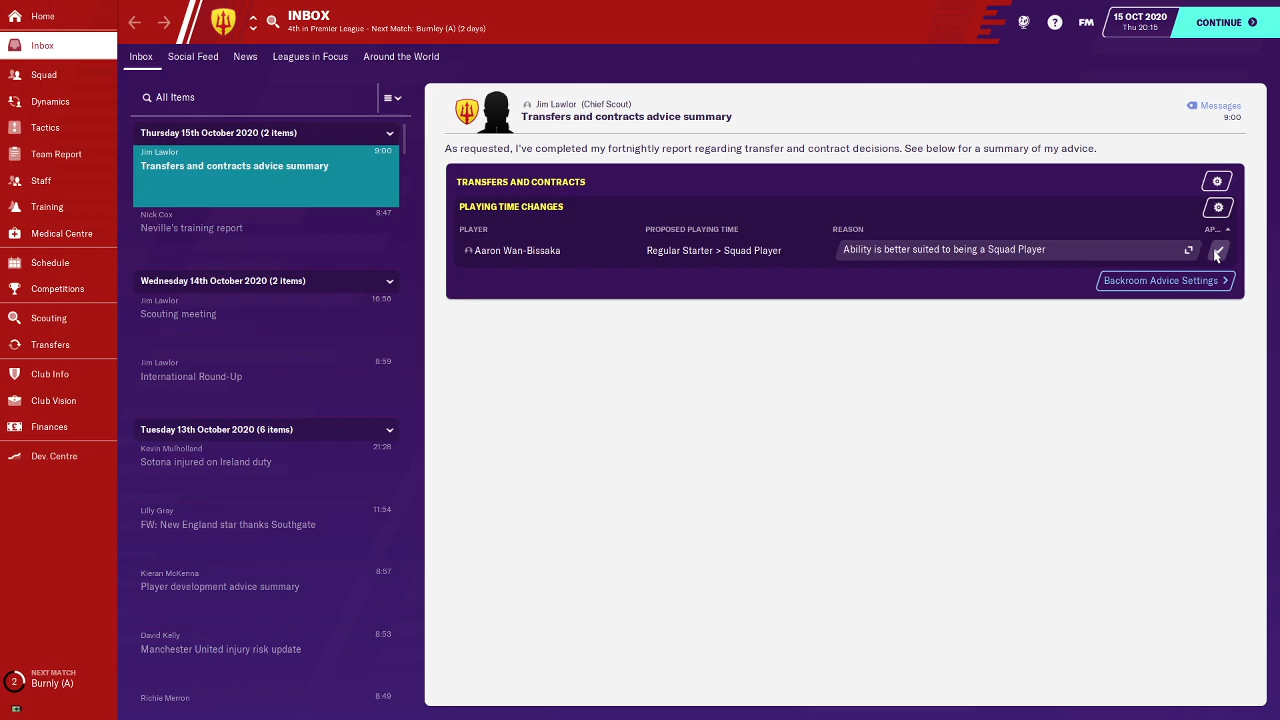 Home
Inbox
Squad
Dynamics
Tactics
Team Report
Staff
Training
Medical Centre
Schedule
Competitions
Scouting
Transfers
Club Info
Club Vision
Finances
Dev. Centre
2
NEXT MATCH
Burnly (A)
INBOX
4th in Premier League - Next Match: Burnley (A) (2 days)
?
FM
15 OCT 2020
Thu 20:15
CONTINUE
Inbox Social Feed News Leagues in Focus Around the World
All Items
Thursday 15th October 2020 (2 items)
Jim Lawlor 9:00
Transfers and contracts advice summary
Nick Cox 8:47
Neville's training report
Wednesday 14th October 2020 (2 items)
Jim Lawlor 16:56
Scouting meeting
Jim Lawlor 8:59
International Round-Up
Tuesday 13th October 2020 (6 items)
Kevin Mulholland 21:28
Sotona injured on Ireland duty
Lilly Gray 11:54
FW: New England star thanks Southgate
Kieran McKenna 8:57
Player development advice summary
David Kelly 8:53
Manchester United injury risk update
Richie Merron 8:49
Jim Lawlor (Chief Scout)
Transfers and contracts advice summary
Messages
9:00
As requested, I've completed my fortnightly report regarding transfer and contract decisions. See below for a summary of my advice.
TRANSFERS AND CONTRACTS
PLAYING TIME CHANGES
PLAYER PROPOSED PLAYING TIME REASON AP...
Aaron Wan-Bissaka Regular Starter > Squad Player Ability is better suited to being a Squad Player
Backroom Advice Settings